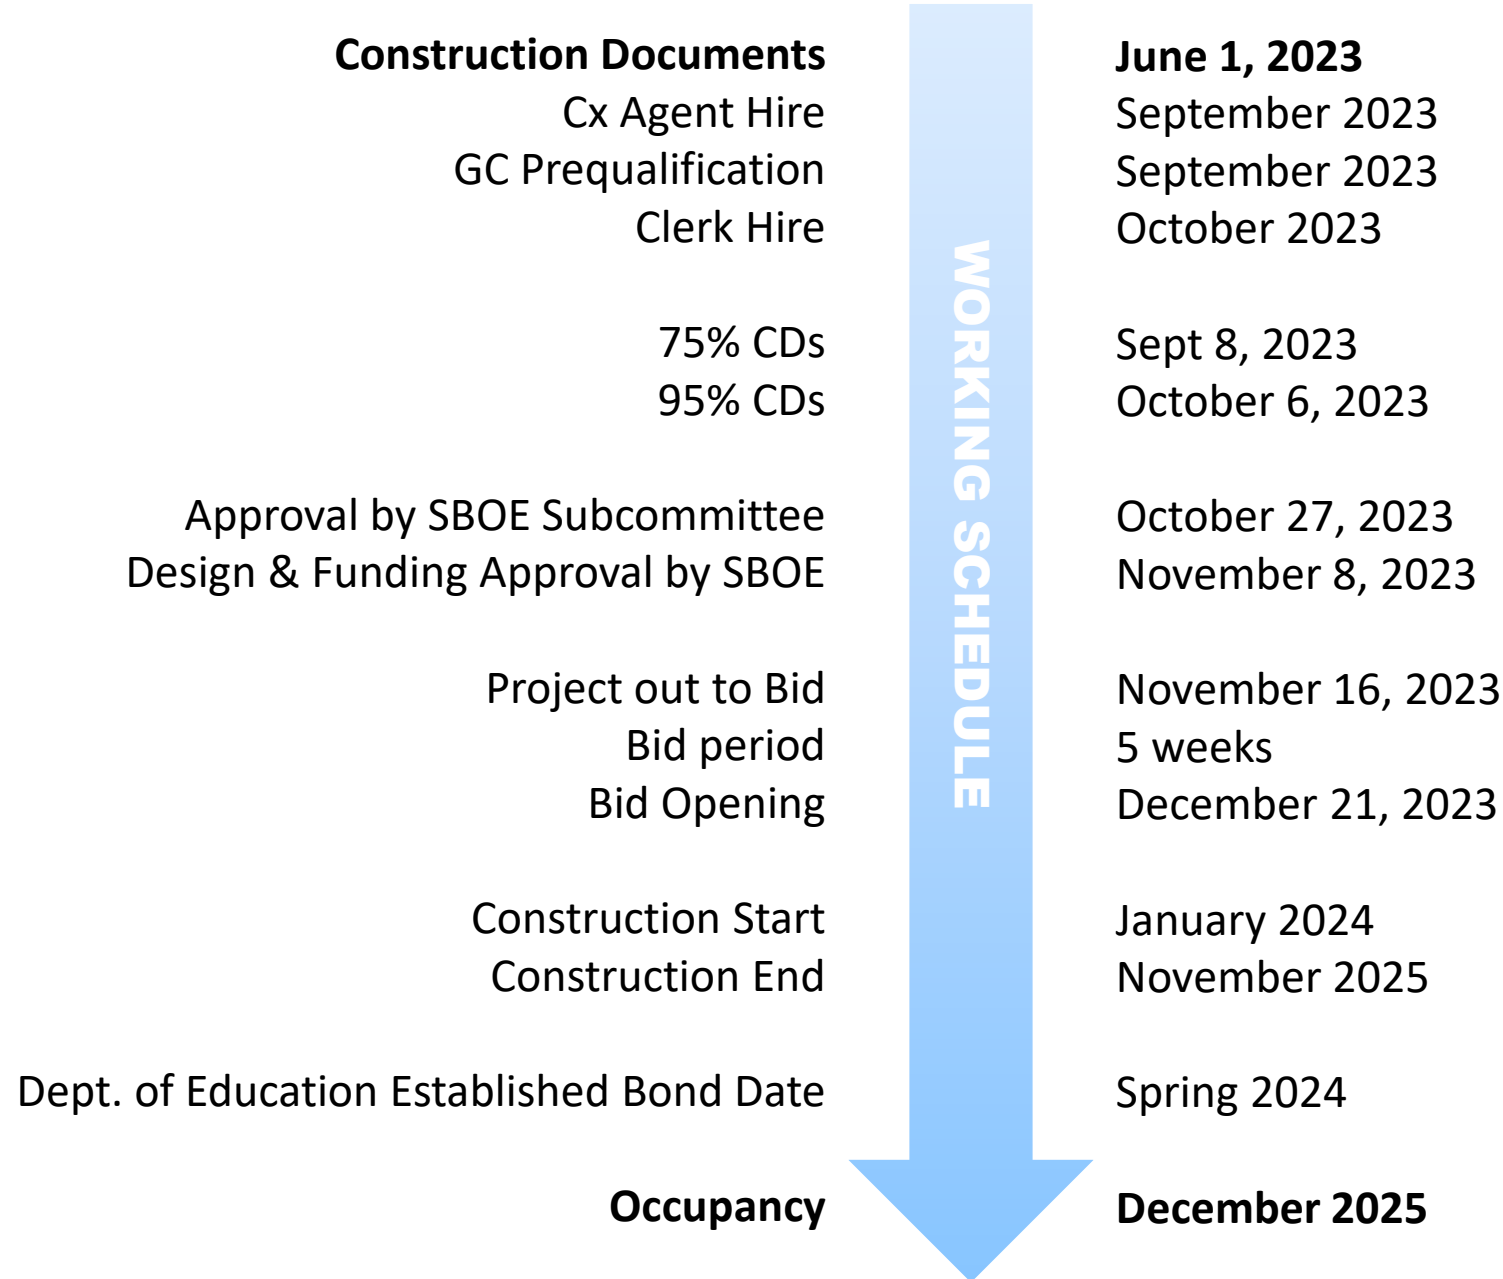 Construction Documents June 1, 2023
Cx Agent Hire September 2023
GC Prequalification September 2023
Clerk Hire October 2023
75% CDs Sept 8, 2023
95% CDs October 6, 2023
Approval by SBOE Subcommittee October 27, 2023
Design & Funding Approval by SBOE November 8, 2023
Project out to Bid November 16, 2023
Bid period 5 weeks
Bid Opening December 21, 2023
Construction Start January 2024
Construction End November 2025
Dept. of Education Established Bond Date Spring 2024
Occupancy December 2025
WORKING SCHEDULE